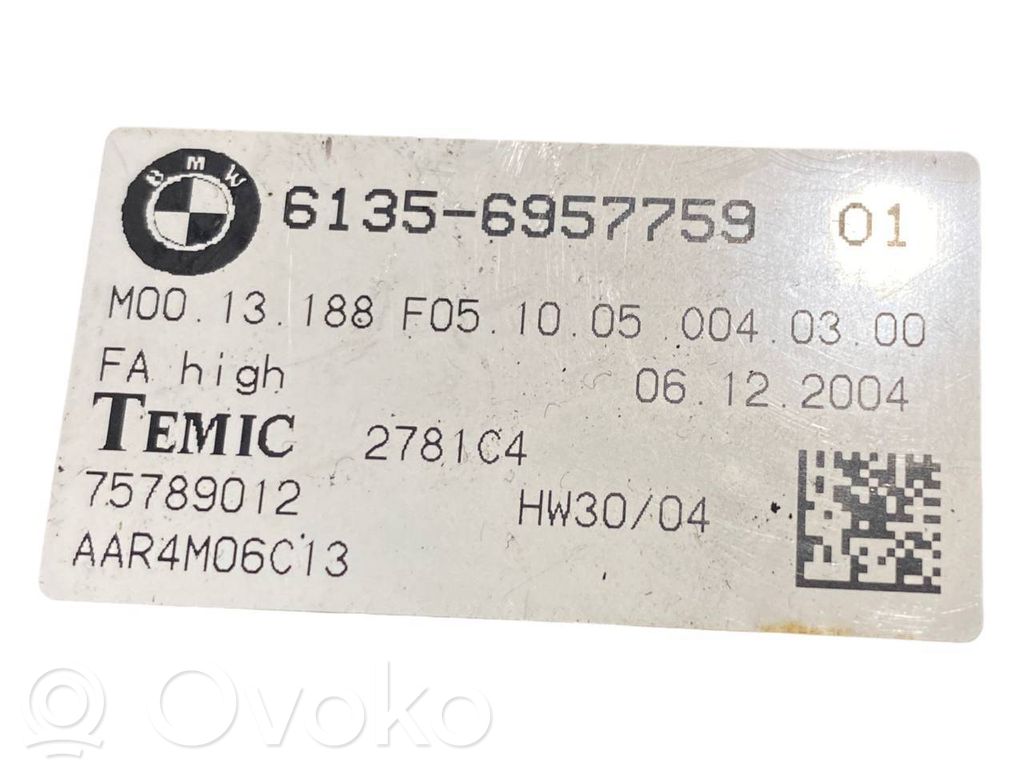 BMW
6135-6957759 01
M00.13.188 F05.10.05 004.03.00
FA high 06.12.2004
TEMIC 2781C4
75789012 HW30/04
AAR4M06C13
Ovoko